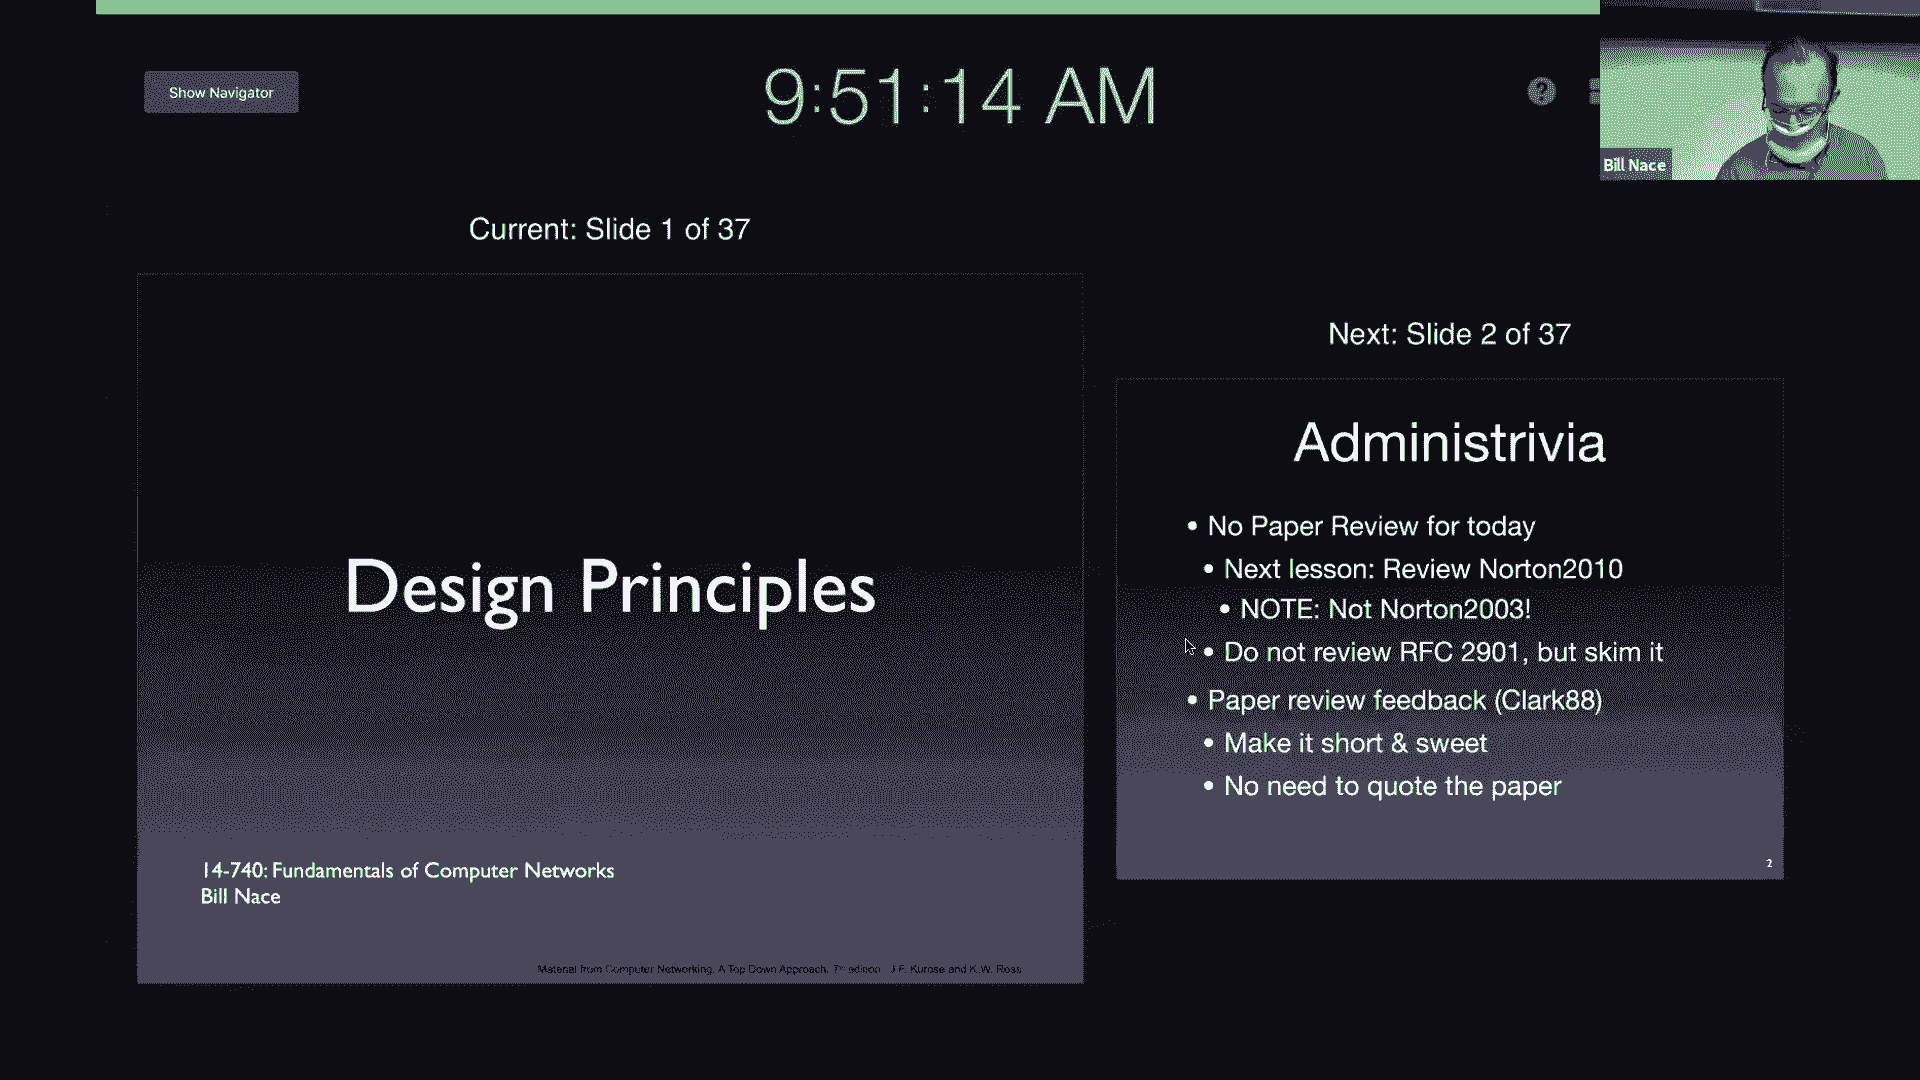 Show Navigator
9:51:14 AM
Bill Nace
Current: Slide 1 of 37
Design Principles
14-740: Fundamentals of Computer Networks
Bill Nace
Material from Computer Networking, A Top Down Approach, 7th edition. J.F. Kurose and K.W. Ross
Next: Slide 2 of 37
Administrivia
• No Paper Review for today
• Next lesson: Review Norton2010
• NOTE: Not Norton2003!
• Do not review RFC 2901, but skim it
• Paper review feedback (Clark88)
• Make it short & sweet
• No need to quote the paper
2